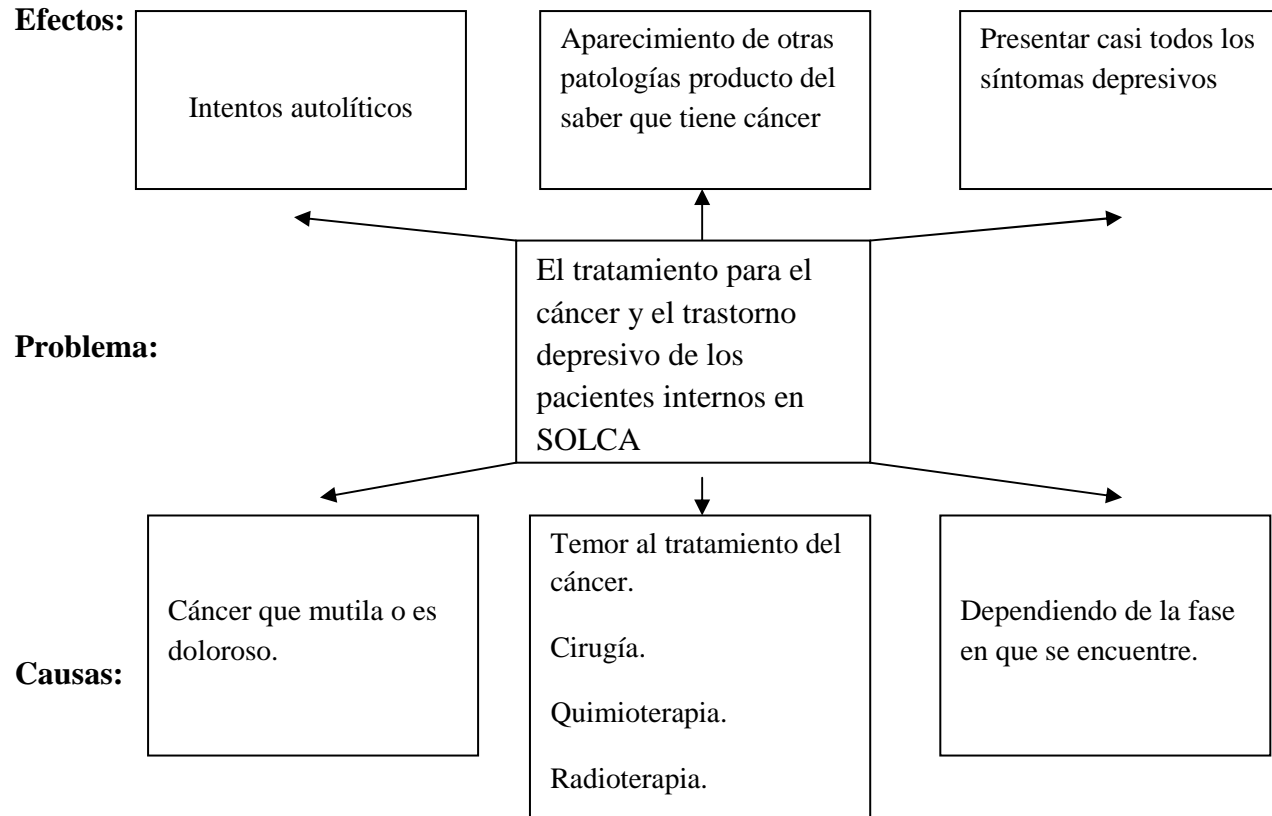 Efectos:
Intentos autolíticos
Aparecimiento de otras
patologías producto del
saber que tiene cáncer
Presentar casi todos los
síntomas depresivos
Problema:
El tratamiento para el
cáncer y el trastorno
depresivo de los
pacientes internos en
SOLCA
Causas:
Cáncer que mutila o es
doloroso.
Temor al tratamiento del
cáncer.
Cirugía.
Quimioterapia.
Radioterapia.
Dependiendo de la fase
en que se encuentre.